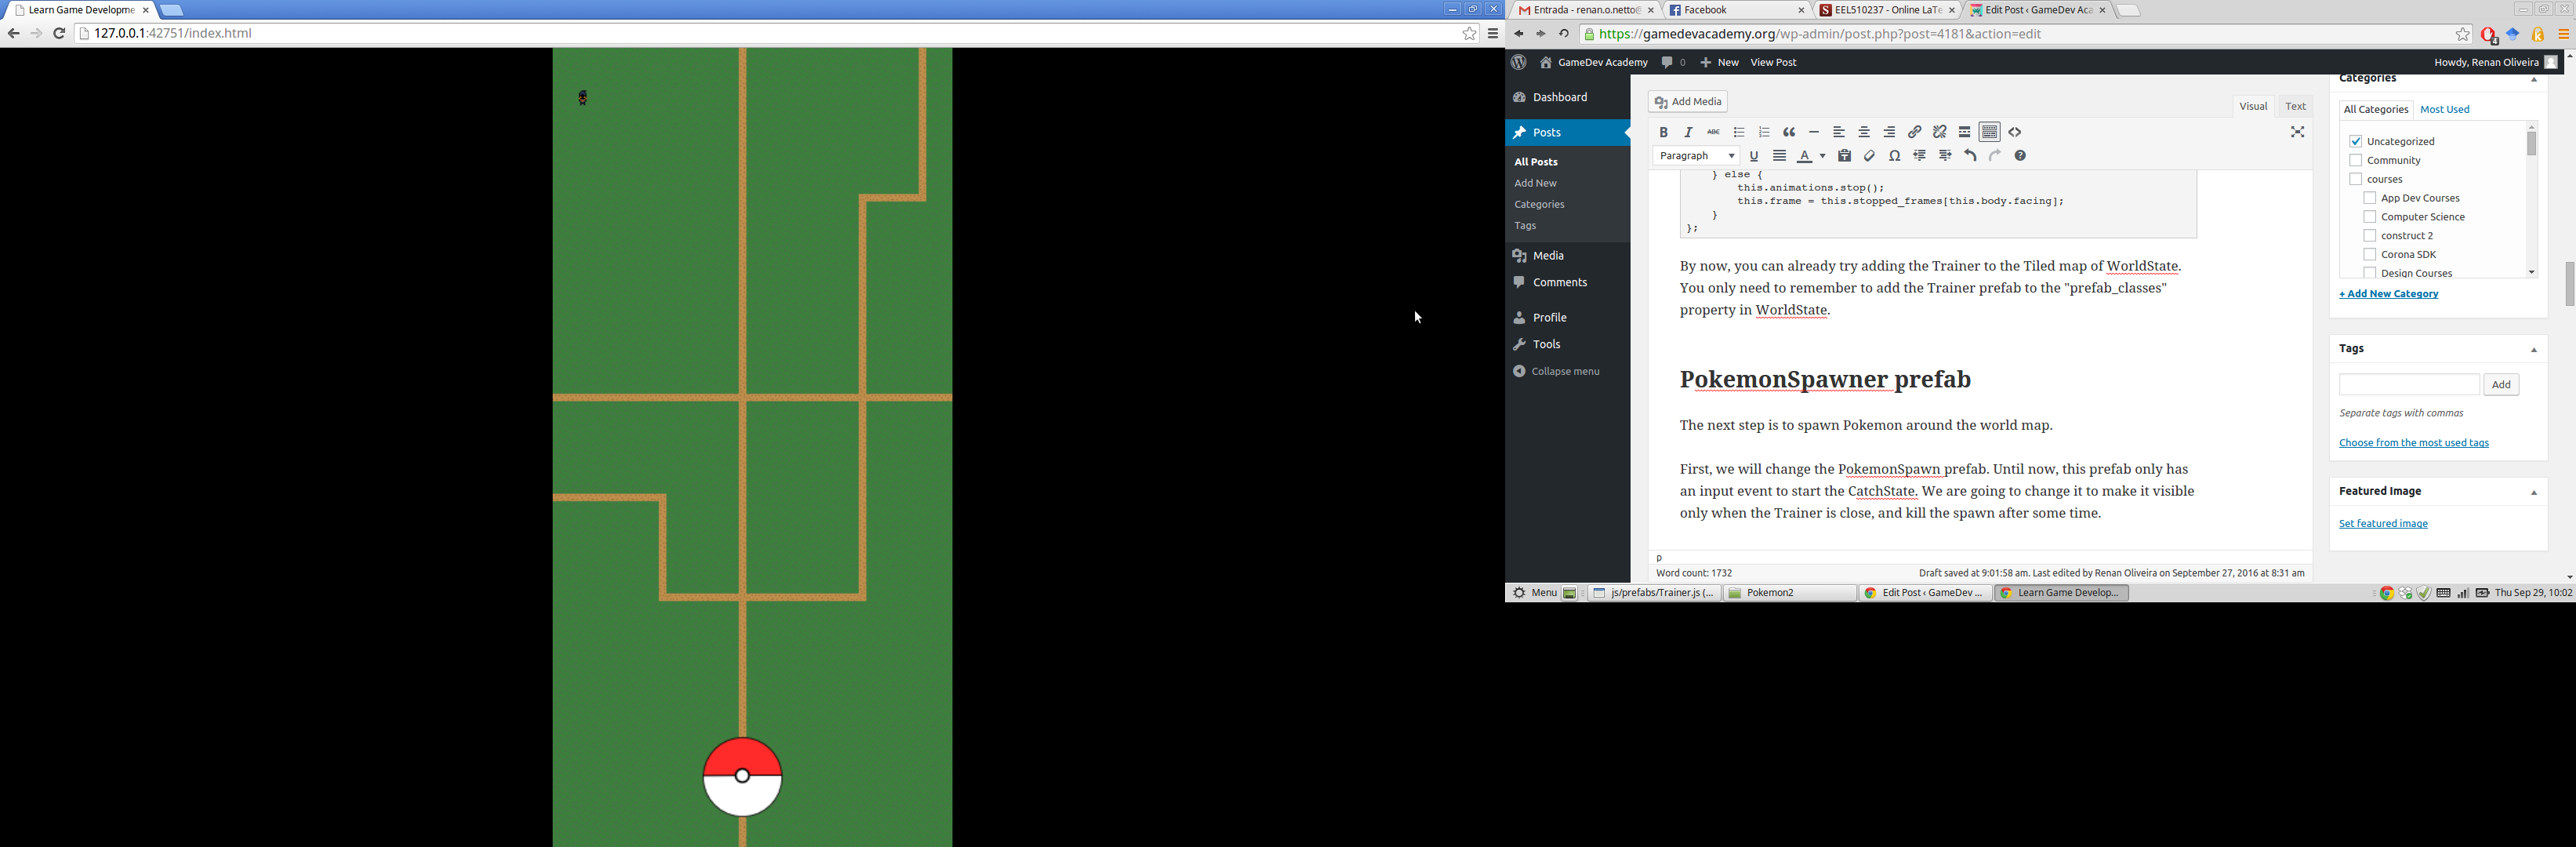 Learn Game Developme
127.0.0.1:42751/index.html
Entrada - renan.o.netto@
Facebook
EEL510237 - Online LaTe
Edit Post ‹ GameDev Aca
https://gamedevacademy.org/wp-admin/post.php?post=4181&action=edit
4
GameDev Academy
0
New
View Post
Howdy, Renan Oliveira
Dashboard
Posts
All Posts
Add New
Categories
Tags
Media
Comments
Profile
Tools
Collapse menu
Add Media
Visual
Text
B I ABC
Paragraph
U
A
Ω
} else {
this.animations.stop();
this.frame = this.stopped_frames[this.body.facing];
}
};
By now, you can already try adding the Trainer to the Tiled map of WorldState.
You only need to remember to add the Trainer prefab to the "prefab_classes"
property in WorldState.
PokemonSpawner prefab
The next step is to spawn Pokemon around the world map.
First, we will change the PokemonSpawn prefab. Until now, this prefab only has
an input event to start the CatchState. We are going to change it to make it visible
only when the Trainer is close, and kill the spawn after some time.
p
Word count: 1732
Draft saved at 9:01:58 am. Last edited by Renan Oliveira on September 27, 2016 at 8:31 am
Categories
All Categories
Most Used
Uncategorized
Community
courses
App Dev Courses
Computer Science
construct 2
Corona SDK
Design Courses
+ Add New Category
Tags
Add
Separate tags with commas
Choose from the most used tags
Featured Image
Set featured image
Menu
js/prefabs/Trainer.js (...
Pokemon2
Edit Post ‹ GameDev ...
Learn Game Develop...
Thu Sep 29, 10:02